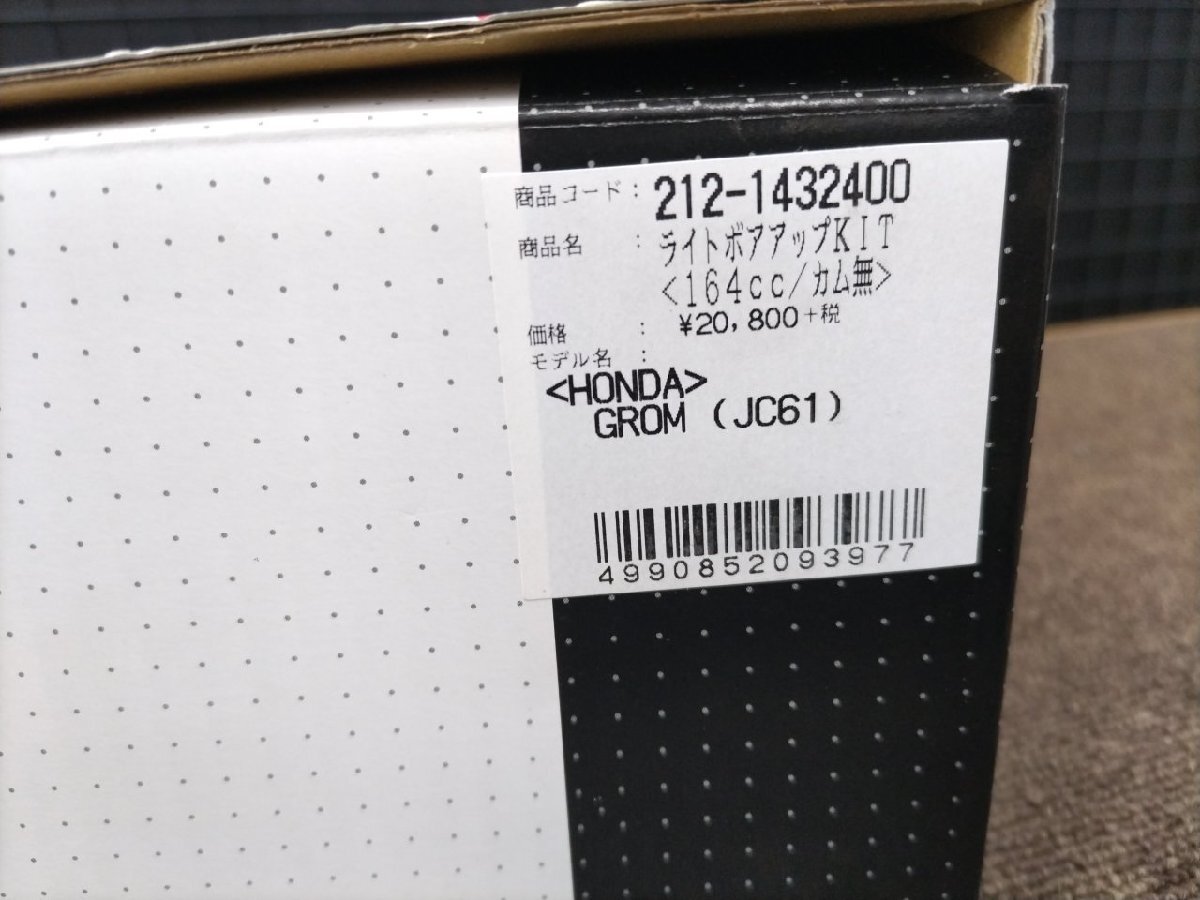 商品コード： 212-1432400
商品名 ： ライトボアアップKIT
<164cc/カム無>
価格 ： ¥20,800+税
モデル名 ：
<HONDA>
GROM (JC61)
4990852093977